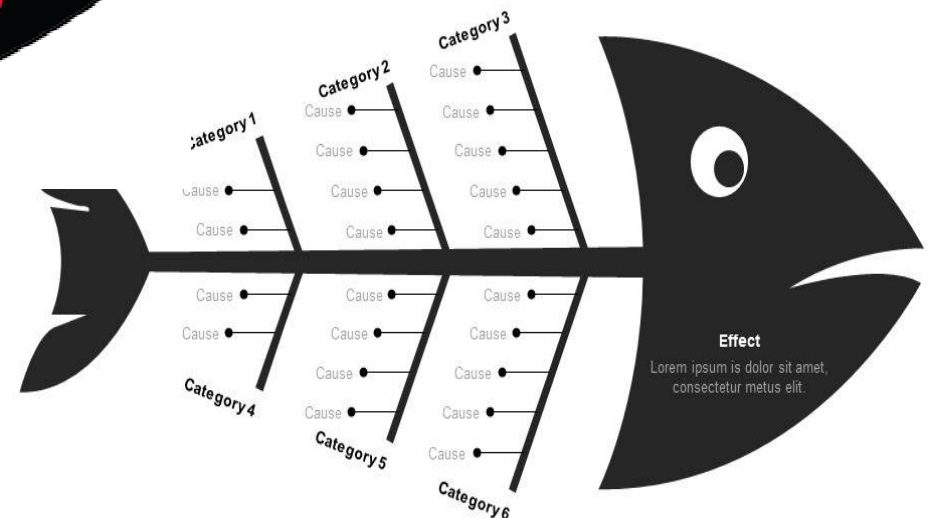 Category 3
Cause
Cause
Cause
Cause
Cause
Category 2
Cause
Cause
Cause
Cause
Category 1
Cause
Cause
Cause
Cause
Category 4
Cause
Cause
Cause
Cause
Category 5
Cause
Cause
Cause
Cause
Cause
Category 6
Effect
Lorem ipsum is dolor sit amet,
consectetur metus elit.